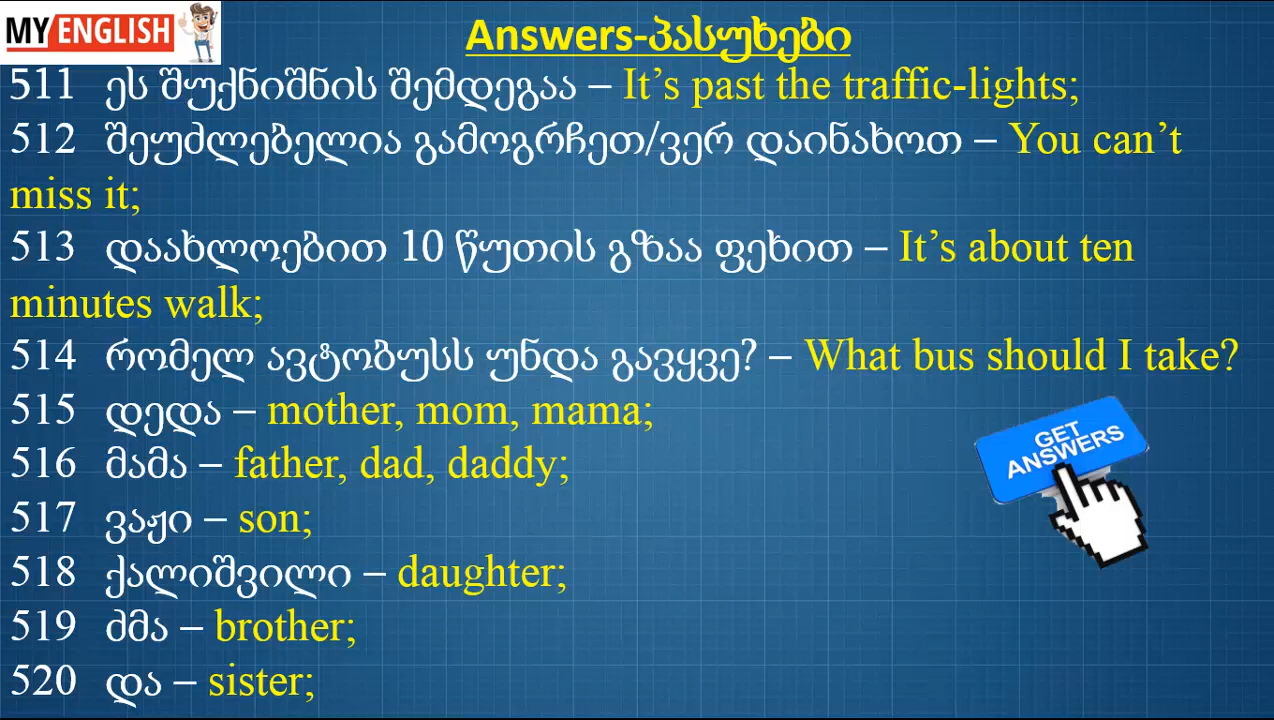 MY ENGLISH
Answers-პასუხები
511 ეს შუქნიშნის შემდეგაა – It’s past the traffic-lights;
512 შეუძლებელია გამოგრჩეთ/ვერ დაინახოთ – You can’t
miss it;
513 დაახლოებით 10 წუთის გზაა ფეხით – It’s about ten
minutes walk;
514 რომელ ავტობუსს უნდა გავყვე? – What bus should I take?
515 დედა – mother, mom, mama;
516 მამა – father, dad, daddy;
517 ვაჟი – son;
518 ქალიშვილი – daughter;
519 ძმა – brother;
520 და – sister;
GET
ANSWERS